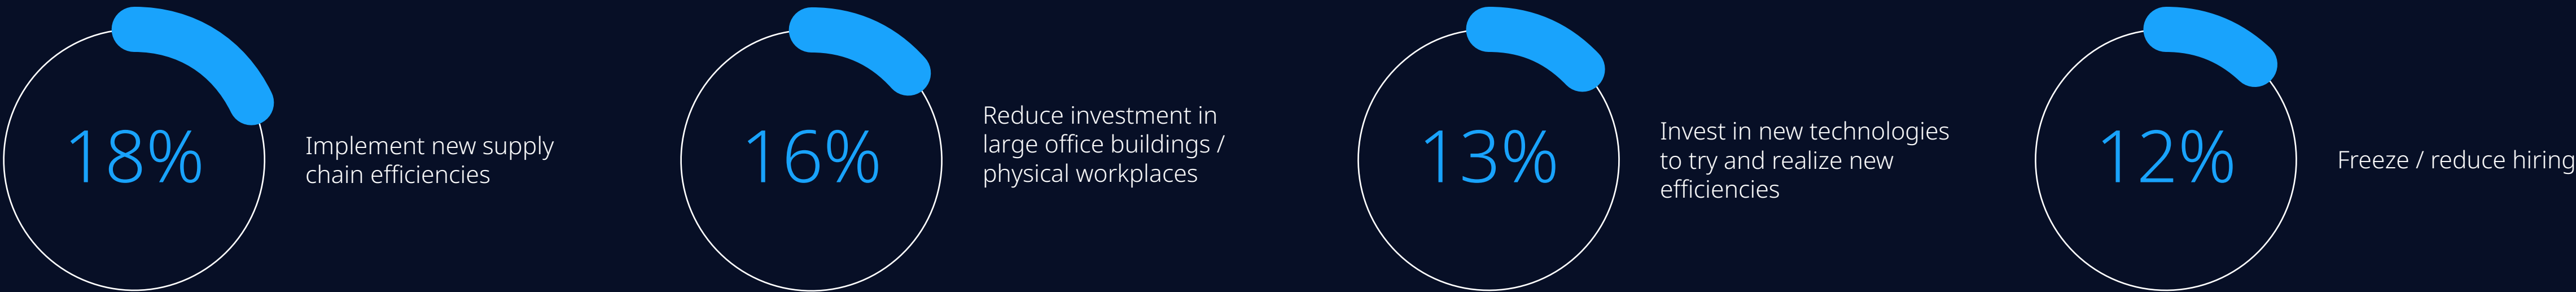 18%
Implement new supply
chain efficiencies
16%
Reduce investment in
large office buildings /
physical workplaces
13%
Invest in new technologies
to try and realize new
efficiencies
12%
Freeze / reduce hiring